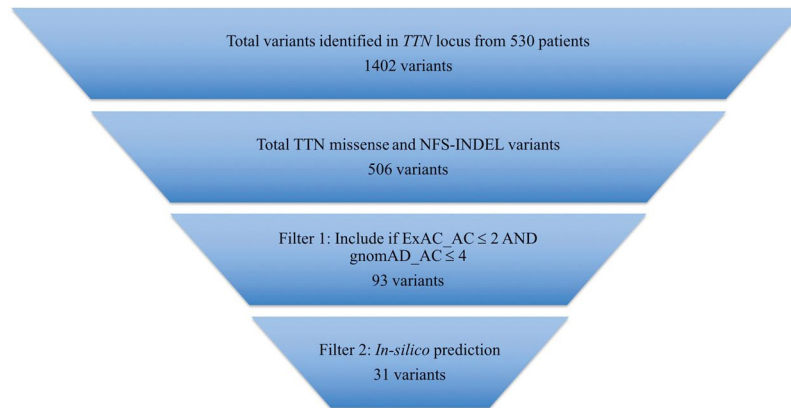 Total variants identified in TTN locus from 530 patients
1402 variants
Total TTN missense and NFS-INDEL variants
506 variants
Filter 1: Include if ExAC_AC ≤ 2 AND
gnomAD_AC ≤ 4
93 variants
Filter 2: In-silico prediction
31 variants